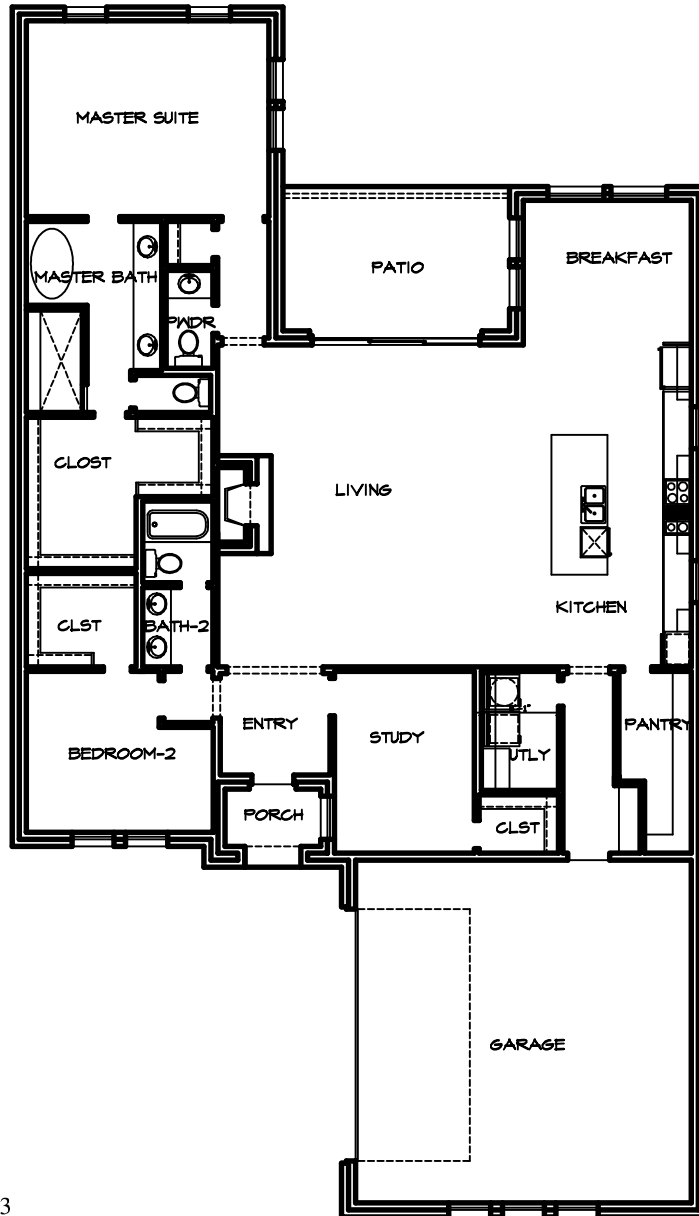 MASTER SUITE
BREAKFAST
PATIO
MASTER BATH
PWDR
CLOST
LIVING
KITCHEN
CLST
BATH-2
ENTRY
STUDY
PANTRY
BEDROOM-2
UTLY
PORCH
CLST
GARAGE
3